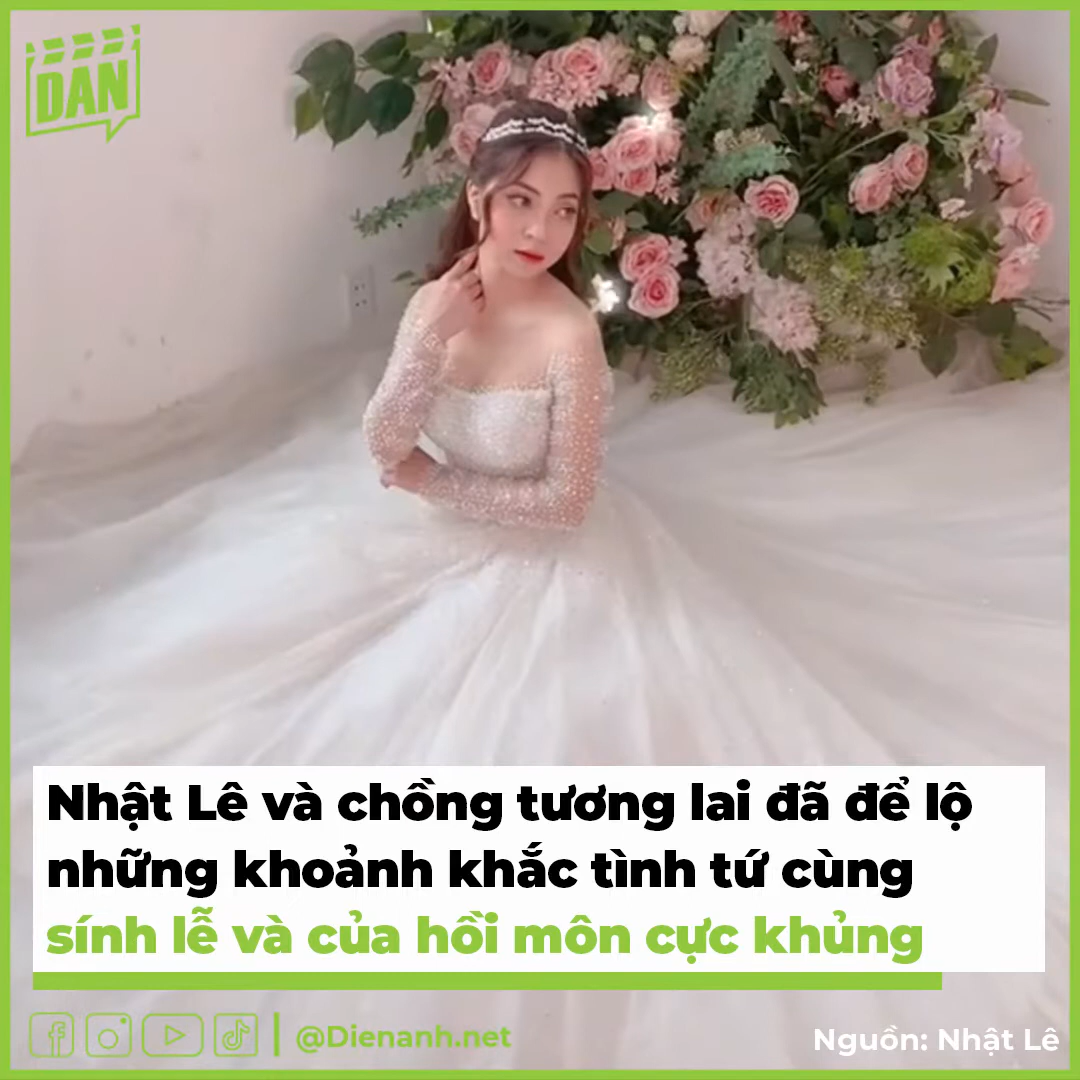 DAN
Nhật Lê và chồng tương lai đã để lộ
những khoảnh khắc tình tứ cùng
sính lễ và của hồi môn cực khủng
@Dienanh.net
Nguồn: Nhật Lê